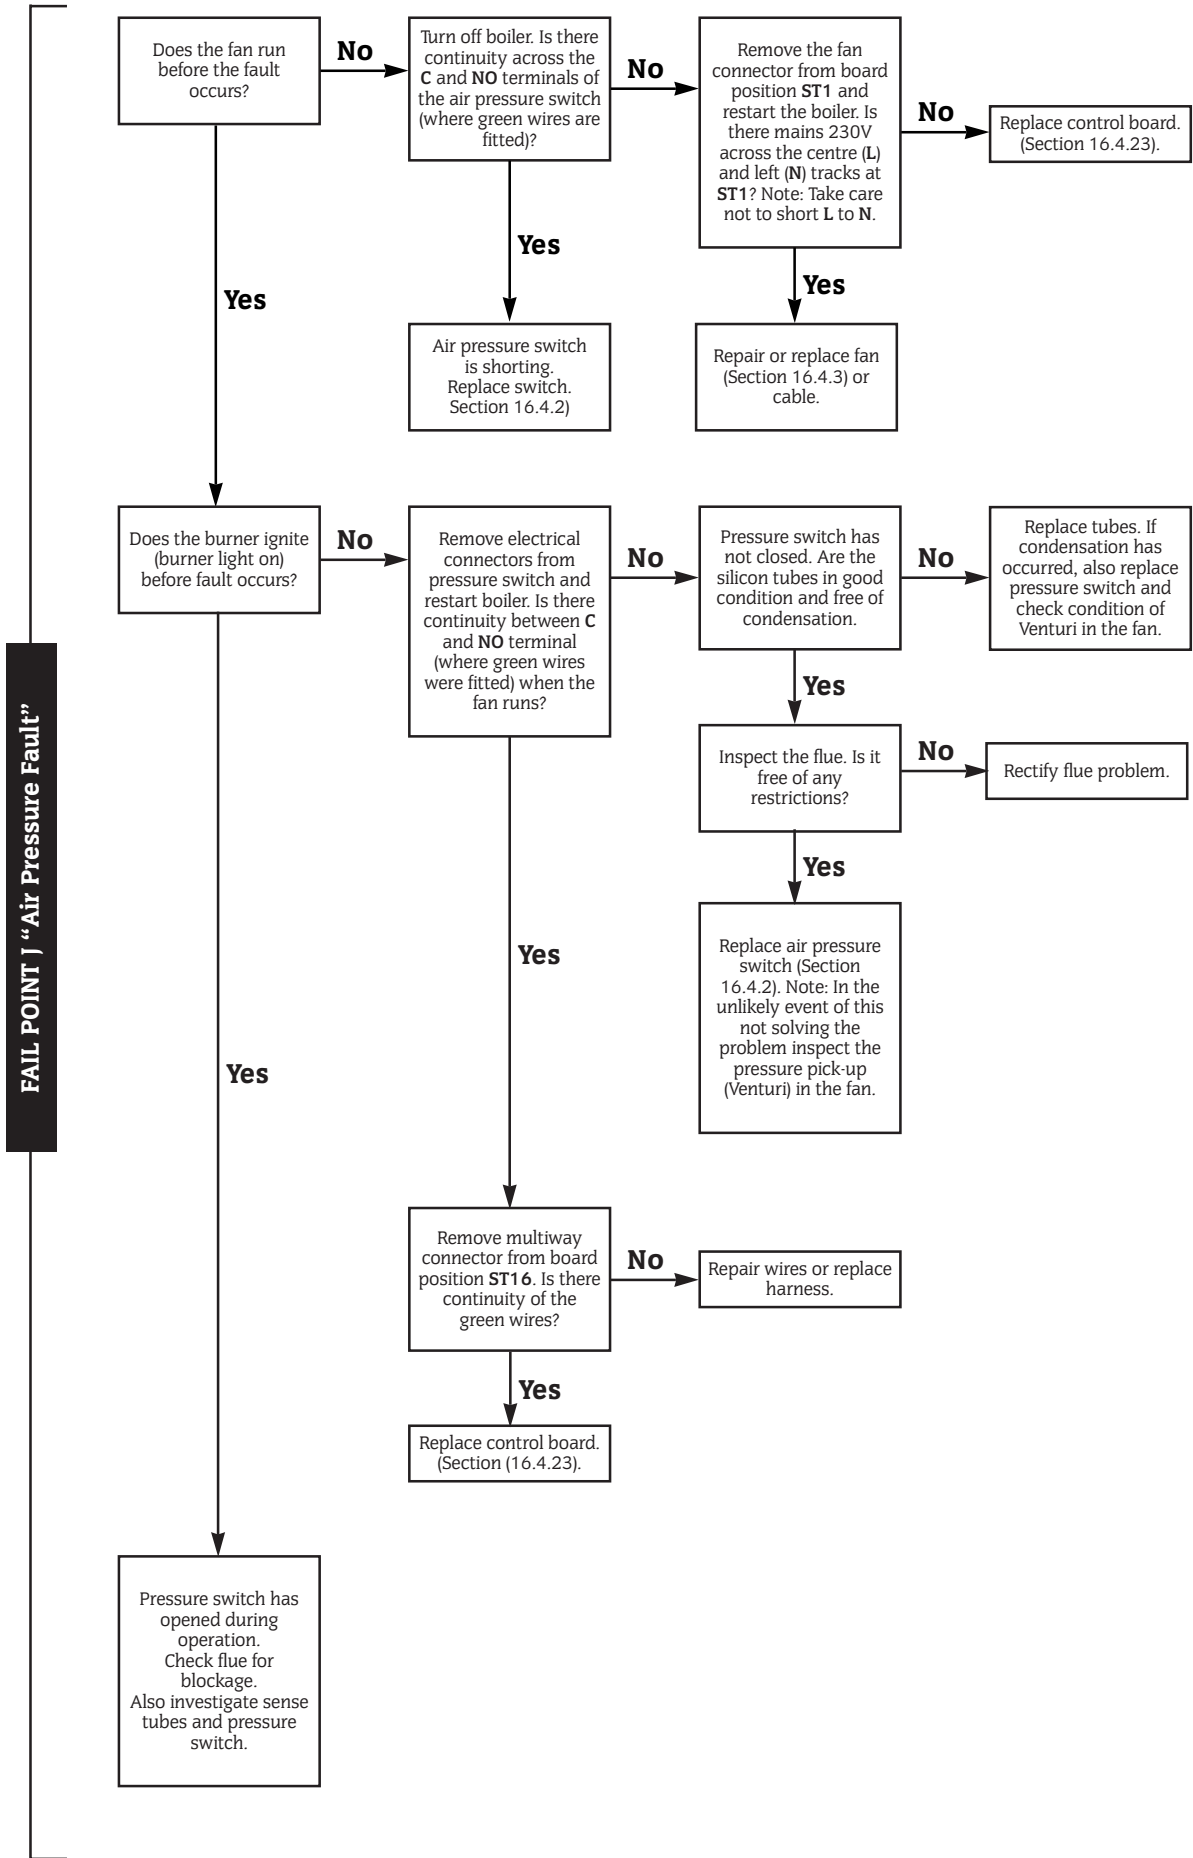 FAIL POINT J “Air Pressure Fault”
Does the fan run
before the fault
occurs?
No
Turn off boiler. Is there
continuity across the
C and NO terminals of
the air pressure switch
(where green wires are
fitted)?
No
Remove the fan
connector from board
position ST1 and
restart the boiler. Is
there mains 230V
across the centre (L)
and left (N) tracks at
ST1? Note: Take care
not to short L to N.
No
Replace control board.
(Section 16.4.23).
Yes
Yes
Yes
Air pressure switch
is shorting.
Replace switch.
Section 16.4.2)
Repair or replace fan
(Section 16.4.3) or
cable.
Does the burner ignite
(burner light on)
before fault occurs?
No
Remove electrical
connectors from
pressure switch and
restart boiler. Is there
continuity between C
and NO terminal
(where green wires
were fitted) when the
fan runs?
No
Pressure switch has
not closed. Are the
silicon tubes in good
condition and free of
condensation.
No
Replace tubes. If
condensation has
occurred, also replace
pressure switch and
check condition of
Venturi in the fan.
Yes
Inspect the flue. Is it
free of any
restrictions?
No
Rectify flue problem.
Yes
Replace air pressure
switch (Section
16.4.2). Note: In the
unlikely event of this
not solving the
problem inspect the
pressure pick-up
(Venturi) in the fan.
Yes
Yes
Remove multiway
connector from board
position ST16. Is there
continuity of the
green wires?
No
Repair wires or replace
harness.
Yes
Replace control board.
(Section (16.4.23).
Pressure switch has
opened during
operation.
Check flue for
blockage.
Also investigate sense
tubes and pressure
switch.